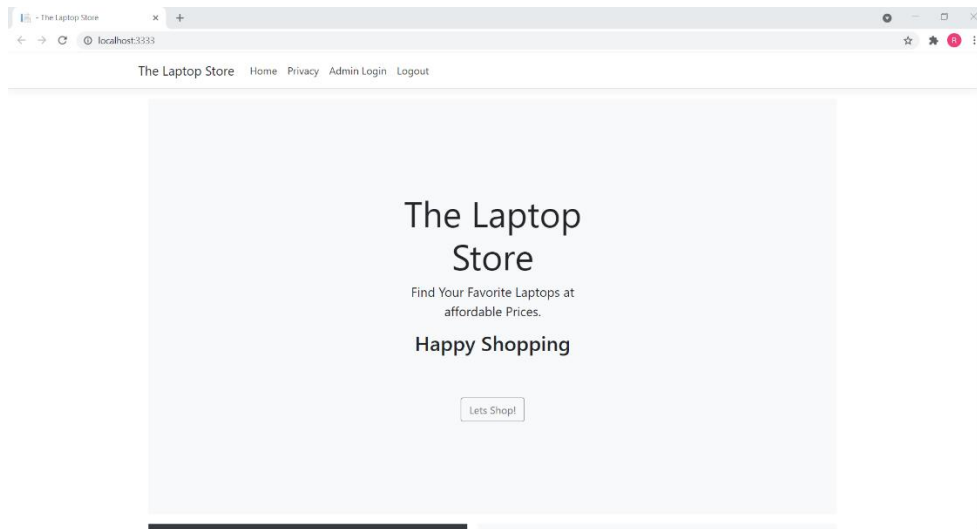 - The Laptop Store
localhost:3333
R
The Laptop Store Home Privacy Admin Login Logout
The Laptop
Store
Find Your Favorite Laptops at
affordable Prices.
Happy Shopping
Lets Shop!